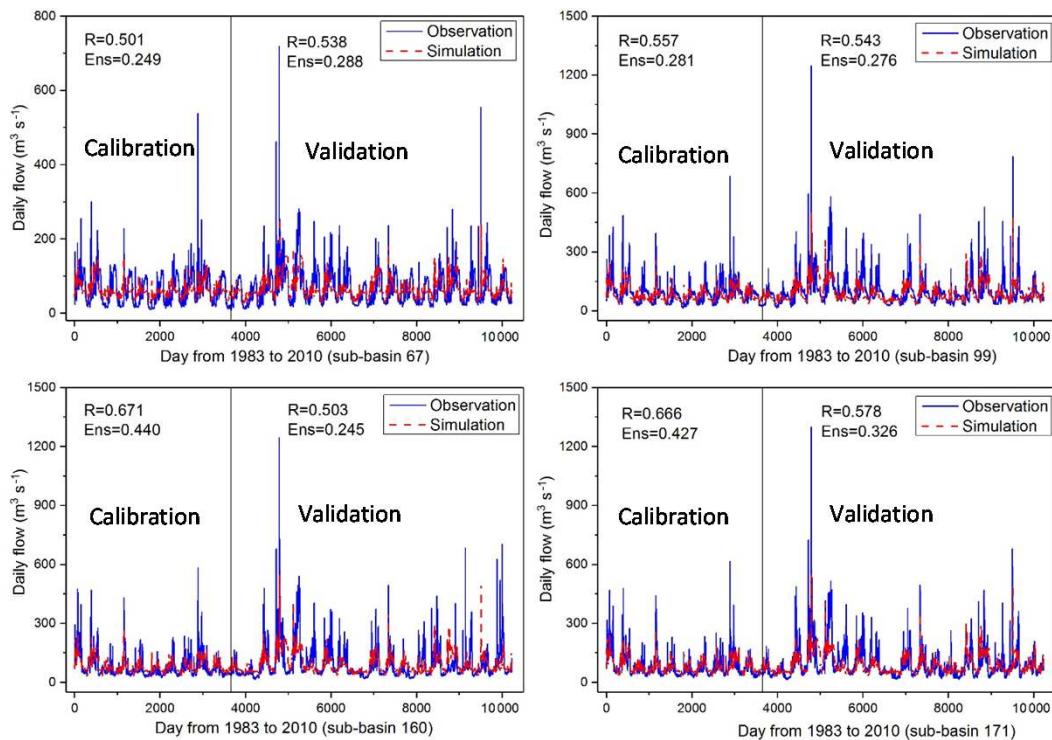 800
600
400
200
0
Daily flow (m³ s⁻¹)
R=0.501
Ens=0.249
R=0.538
Ens=0.288
Observation
Simulation
Calibration
Validation
0 2000 4000 6000 8000 10000
Day from 1983 to 2010 (sub-basin 67)
1500
1200
900
600
300
0
Daily flow (m³ s⁻¹)
R=0.557
Ens=0.281
R=0.543
Ens=0.276
Observation
Simulation
Calibration
Validation
0 2000 4000 6000 8000 10000
Day from 1983 to 2010 (sub-basin 99)
1500
1200
900
600
300
0
Daily flow (m³ s⁻¹)
R=0.671
Ens=0.440
R=0.503
Ens=0.245
Observation
Simulation
Calibration
Validation
0 2000 4000 6000 8000 10000
Day from 1983 to 2010 (sub-basin 160)
1500
1200
900
600
300
0
Daily flow (m³ s⁻¹)
R=0.666
Ens=0.427
R=0.578
Ens=0.326
Observation
Simulation
Calibration
Validation
0 2000 4000 6000 8000 10000
Day from 1983 to 2010 (sub-basin 171)